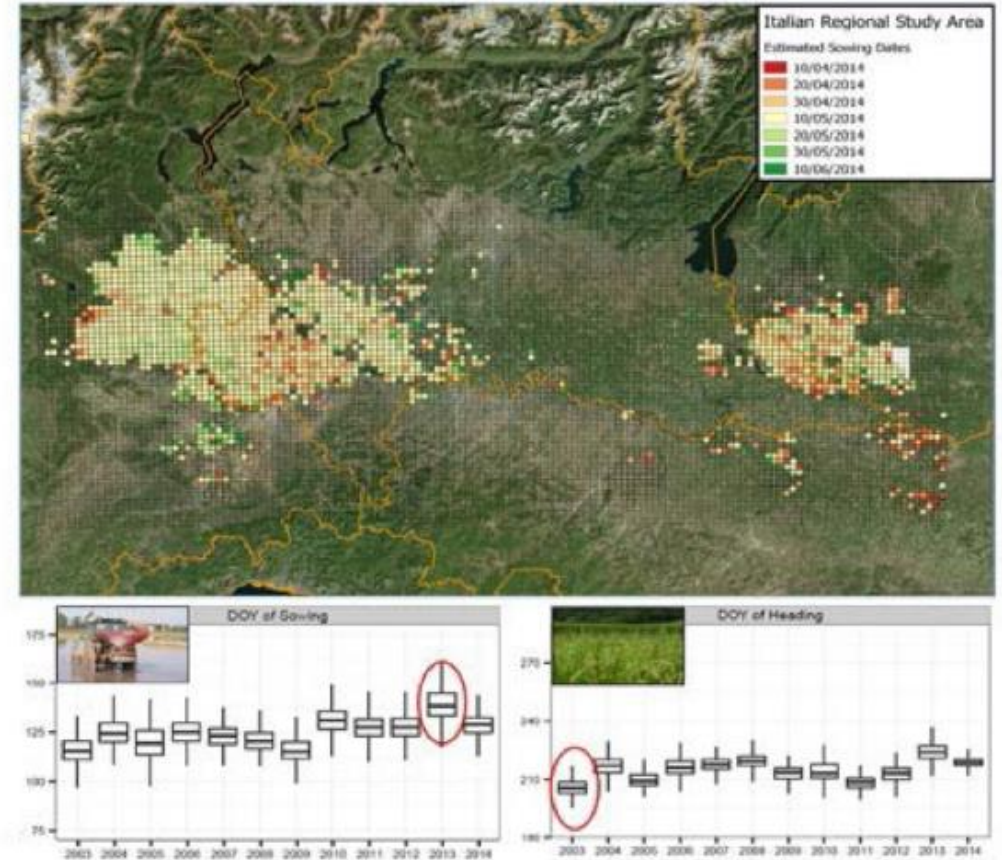 Italian Regional Study Area
Estimated Sowing Dates
10/04/2014
20/04/2014
30/04/2014
10/05/2014
20/05/2014
30/05/2014
10/06/2014
DOY of Sowing
175
150
125
100
75
2003 2004 2005 2006 2007 2008 2009 2010 2011 2012 2013 2014
DOY of Heading
270
240
210
180
2003 2004 2005 2006 2007 2008 2009 2010 2011 2012 2013 2014